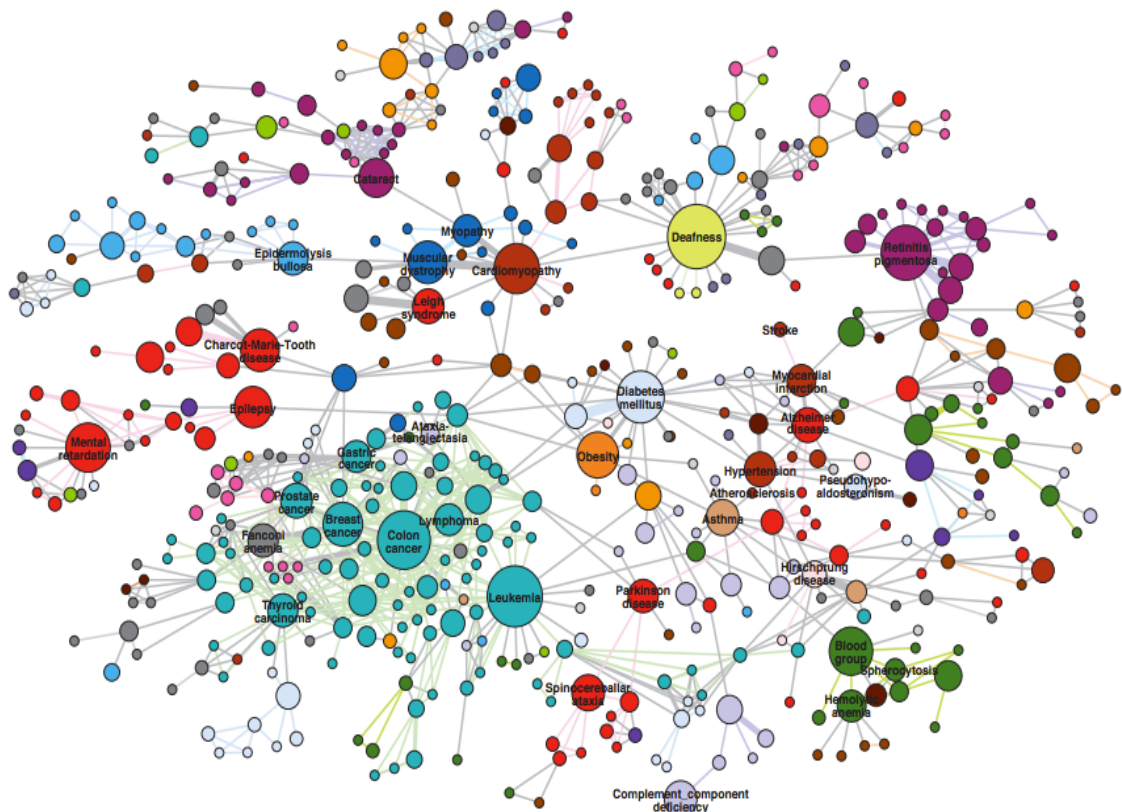 Cataract
Deafness
Myopathy
Epidermolysis
bullosa
Muscular
dystrophy
Cardiomyopathy
Retinitis
pigmentosa
Leigh
syndrome
Charcot-Marie-Tooth
disease
Stroke
Myocardial
infarction
Diabetes
mellitus
Epilepsy
Alzheimer
disease
Ataxia-
telangiectasia
Mental
retardation
Gastric
cancer
Obesity
Hypertension
Pseudohypo-
aldosteronism
Atherosclerosis
Prostate
cancer
Breast
cancer
Lymphoma
Asthma
Colon
cancer
Fanconi
anemia
Hirschprung
disease
Leukemia
Parkinson
disease
Thyroid
carcinoma
Blood
group
Spherocytosis
Spinocereballar
ataxia
Hemolytic
anemia
Complement_component
deficiency